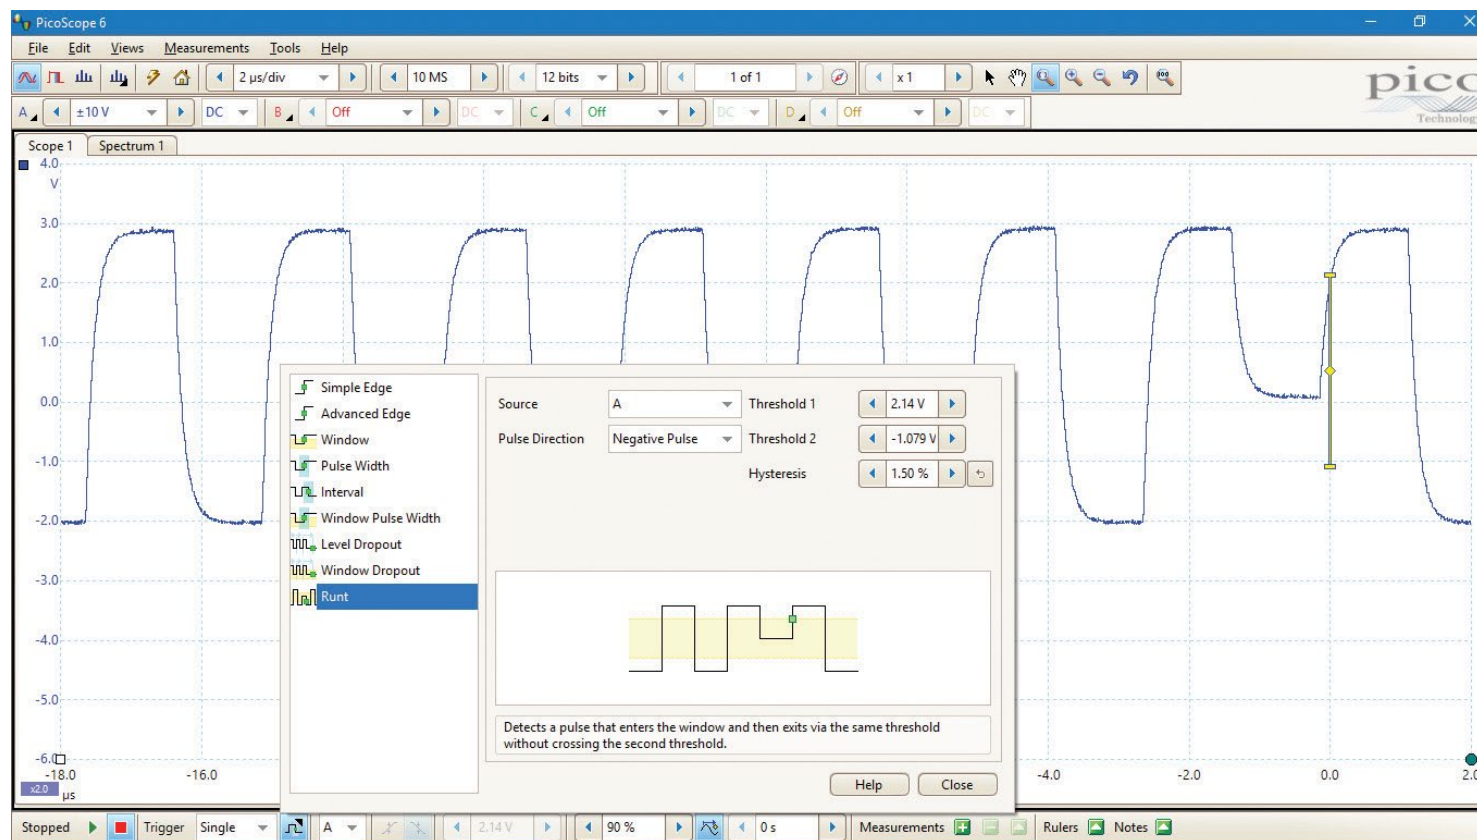 PicoScope 6
File Edit Views Measurements Tools Help
2 µs/div 10 MS 12 bits 1 of 1 x 1
pico
Technology
A ±10 V DC B Off DC C Off DC D Off DC
Scope 1 Spectrum 1
4.0
V
3.0
2.0
1.0
0.0
-1.0
-2.0
-3.0
-4.0
-5.0
-6.0
Simple Edge
Advanced Edge
Window
Pulse Width
Interval
Window Pulse Width
Level Dropout
Window Dropout
Runt
Source A Threshold 1 2.14 V
Pulse Direction Negative Pulse Threshold 2 -1.079 V
Hysteresis 1.50 %
Detects a pulse that enters the window and then exits via the same threshold
without crossing the second threshold.
Help Close
-18.0 -16.0 -4.0 -2.0 0.0 2.0
x2.0 µs
Stopped Trigger Single A 2.14 V 90 % 0 s Measurements Rulers Notes